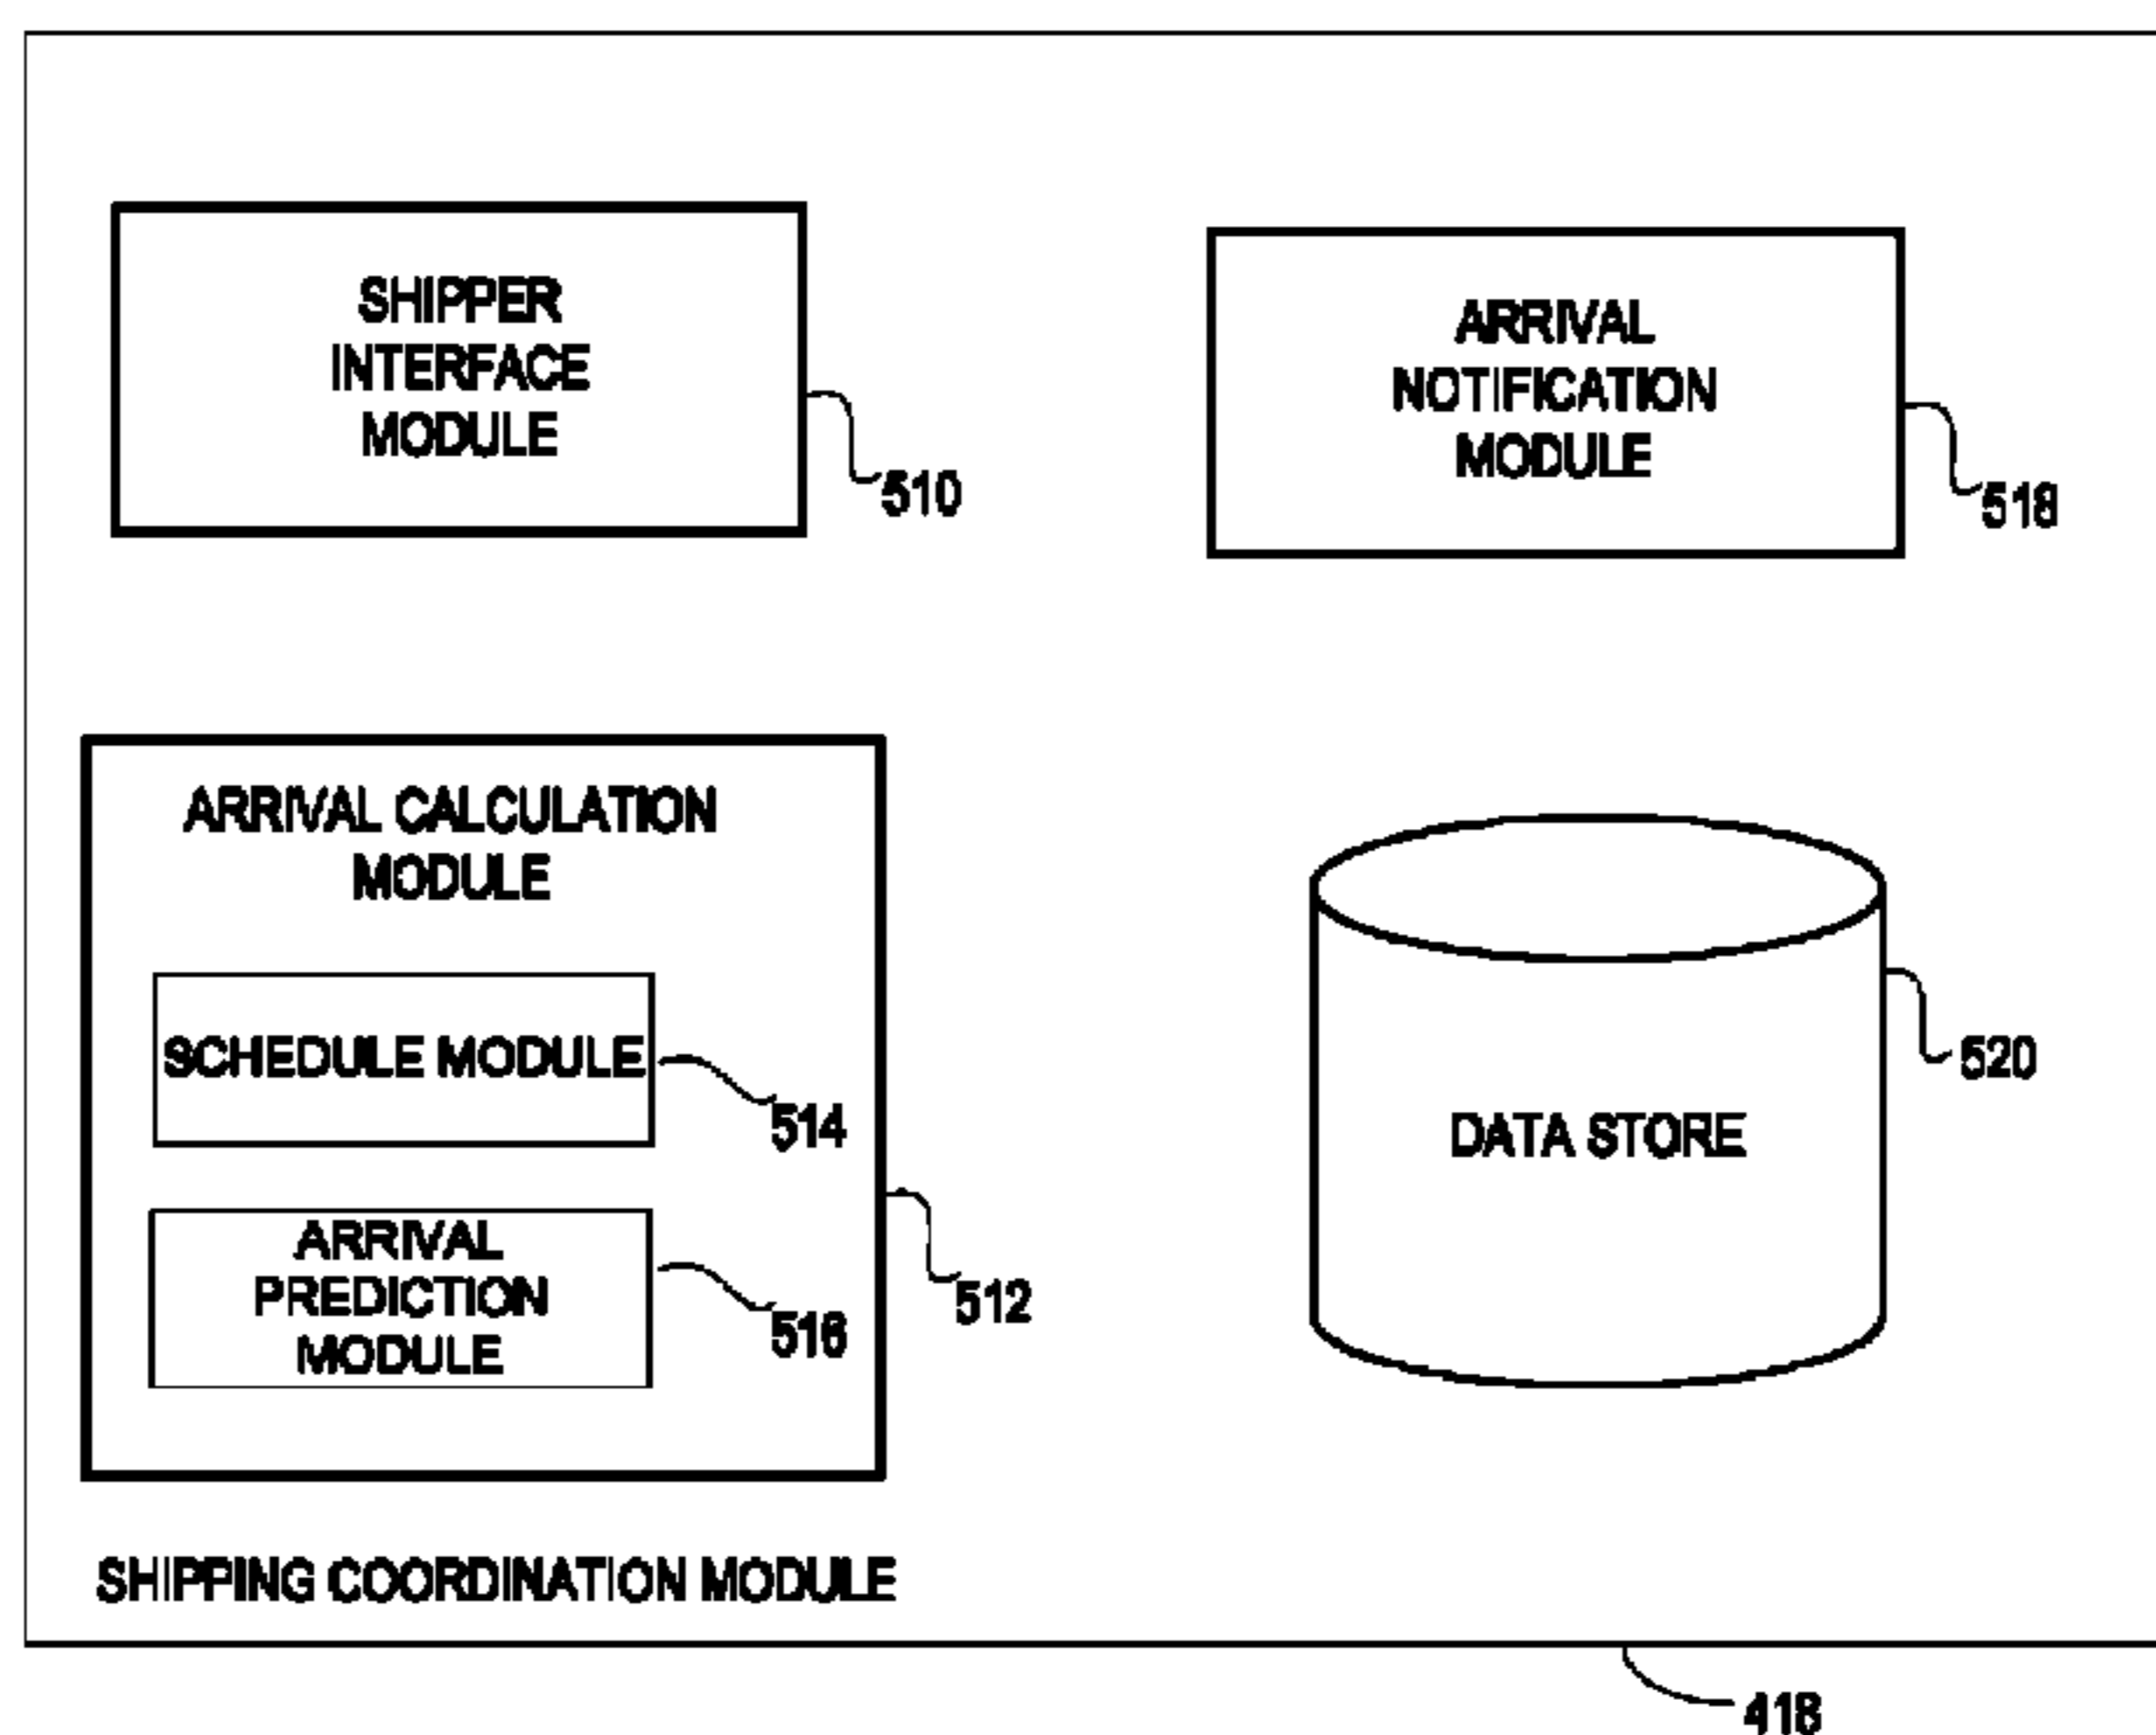 SHIPPER
INTERFACE
MODULE
510
ARRIVAL
NOTIFICATION
MODULE
518
ARRIVAL CALCULATION
MODULE
SCHEDULE MODULE
514
ARRIVAL
PREDICTION
MODULE
516
512
DATA STORE
520
SHIPPING COORDINATION MODULE
418